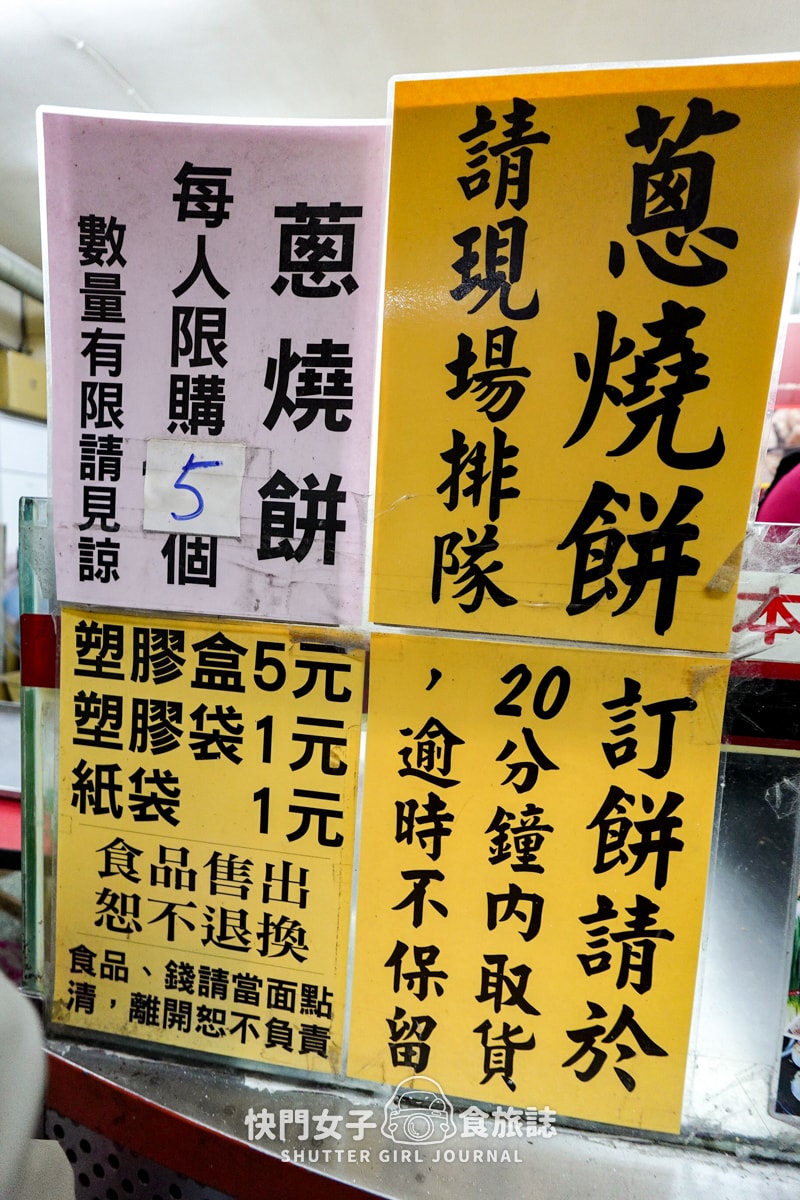 蔥燒餅
每人限購5個
數量有限請見諒
蔥燒餅
請現場排隊
塑膠盒5元
塑膠袋1元
紙袋 1元
食品售出
恕不退換
食品、錢請當面點
清，離開恕不負責
訂餅請於
20分鐘內取貨
，逾時不保留
本
快門女子食旅誌
SHUTTER GIRL JOURNAL